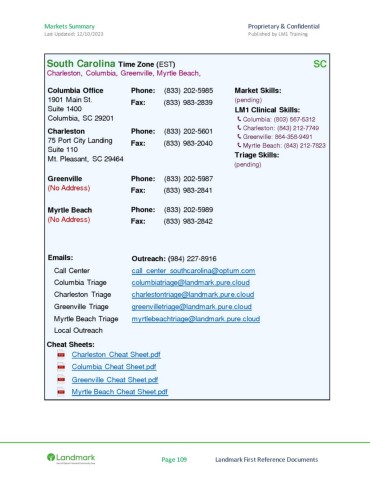 Markets Summary
Proprietary & Confidential
Last Updated: 12/20/2023
Published by LM1 Training
South Carolina Time Zone (EST)
SC
Charleston, Columbia, Greenville, Myrtle Beach,
Columbia Office
1901 Main St.
Suite 1400
Columbia, SC 29201
Phone: (833) 202-5985
Fax: (833) 983-2839
Charleston
75 Port City Landing
Suite 110
Mt. Pleasant, SC 29464
Phone: (833) 202-5601
Fax: (833) 983-2040
Greenville
(No Address)
Phone: (833) 202-5987
Fax: (833) 983-2841
Myrtle Beach
(No Address)
Phone: (833) 202-5989
Fax: (833) 983-2842
Market Skills:
(pending)
LM1 Clinical Skills:
Columbia: (803) 567-5312
Charleston: (843) 212-7749
Greenville: 864-358-9491
Myrtle Beach: (843) 212-7823
Triage Skills:
(pending)
Emails:
Outreach: (984) 227-8916
Call Center call_center_southcarolina@optum.com
Columbia Triage columbiatriage@landmark.pure.cloud
Charleston Triage charlestontriage@landmark.pure.cloud
Greenville Triage greenvilletriage@landmark.pure.cloud
Myrtle Beach Triage myrtlebeachtriage@landmark.pure.cloud
Local Outreach
Cheat Sheets:
Charleston Cheat Sheet.pdf
Columbia Cheat Sheet.pdf
Greenville Cheat Sheet.pdf
Myrtle Beach Cheat Sheet.pdf
Landmark
Page 109
Landmark First Reference Documents